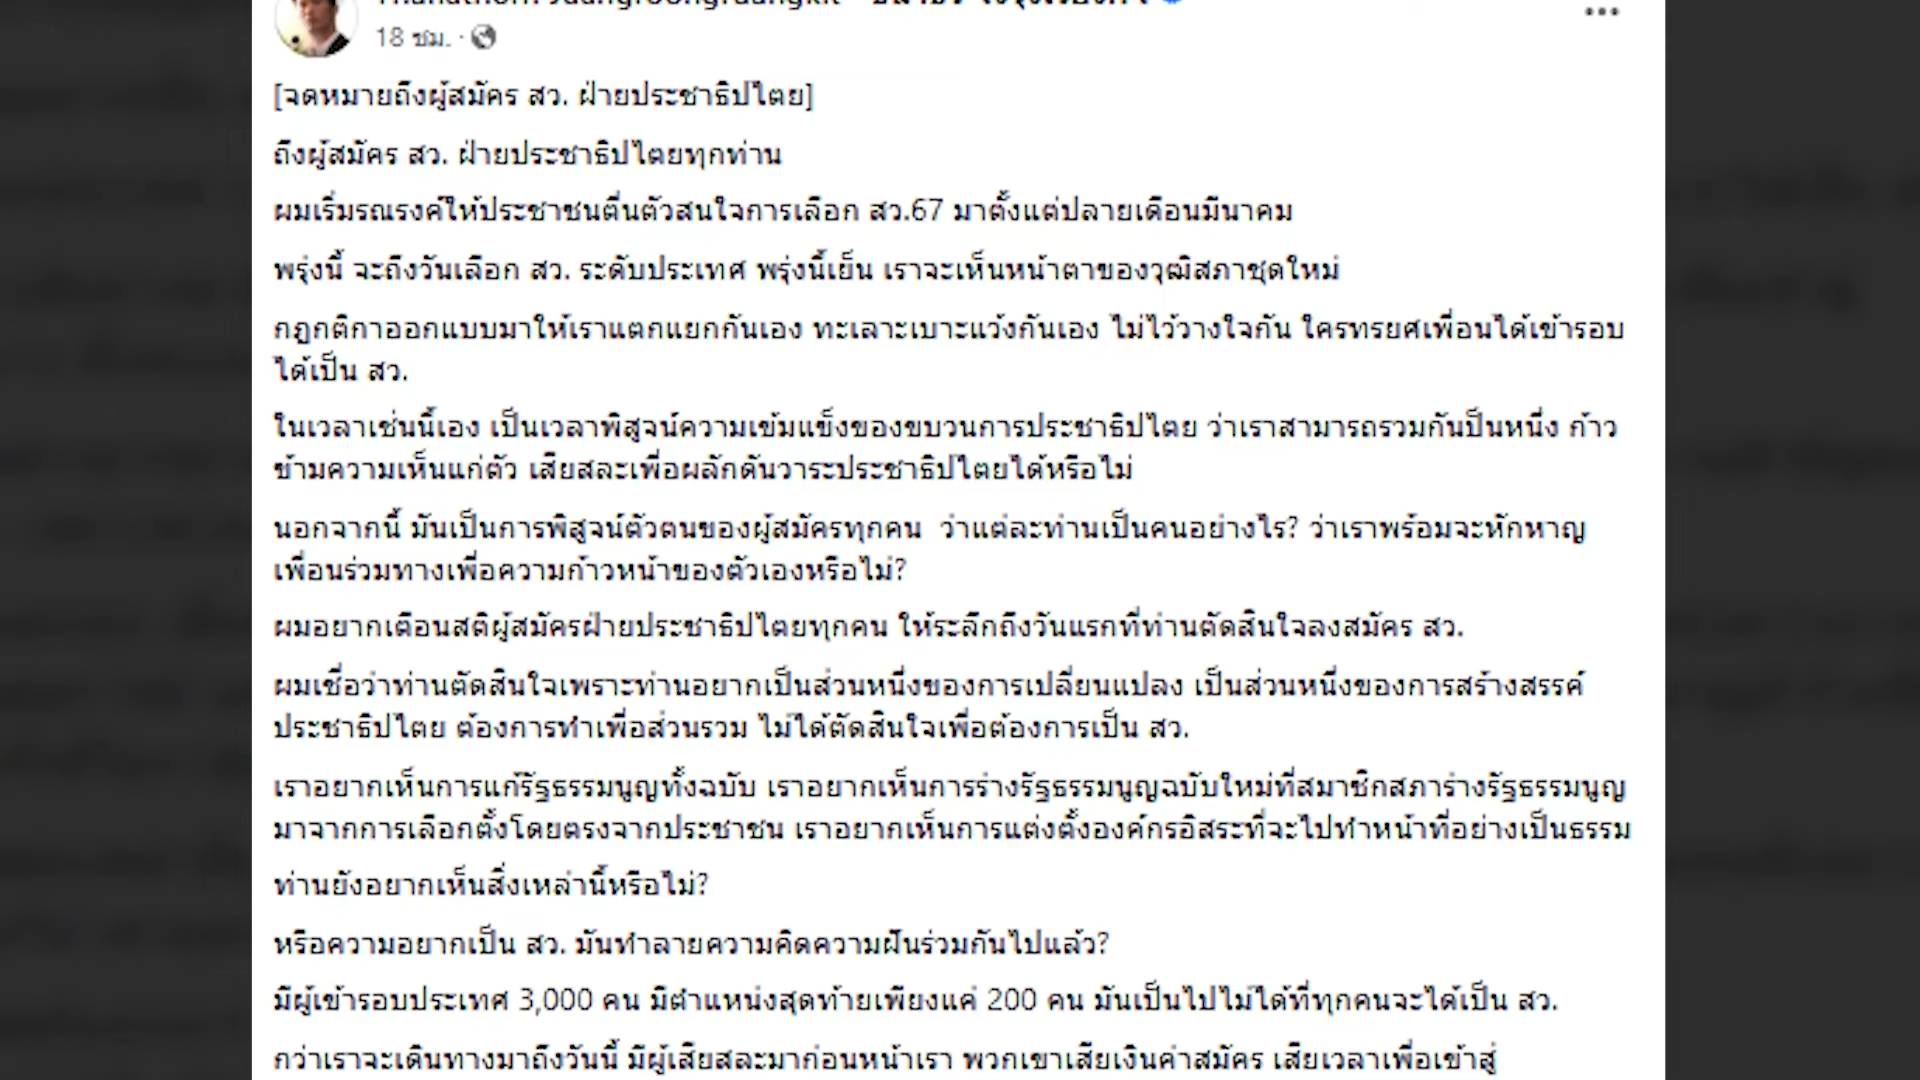 18 ชม. ·
[จดหมายถึงผู้สมัคร สว. ฝ่ายประชาธิปไตย]
ถึงผู้สมัคร สว. ฝ่ายประชาธิปไตยทุกท่าน
ผมเริ่มรณรงค์ให้ประชาชนตื่นตัวสนใจการเลือก สว.67 มาตั้งแต่ปลายเดือนมีนาคม
พรุ่งนี้ จะถึงวันเลือก สว. ระดับประเทศ พรุ่งนี้เย็น เราจะเห็นหน้าตาของวุฒิสภาชุดใหม่
กฎกติกาออกแบบมาให้เราแตกแยกกันเอง ทะเลาะเบาะแว้งกันเอง ไม่ไว้วางใจกัน ใครทรยศเพื่อนได้เข้ารอบ
ได้เป็น สว.
ในเวลาเช่นนี้เอง เป็นเวลาพิสูจน์ความเข้มแข็งของขบวนการประชาธิปไตย ว่าเราสามารถรวมกันป็นหนึ่ง ก้าว
ข้ามความเห็นแก่ตัว เสียสละเพื่อผลักดันวาระประชาธิปไตยได้หรือไม่
นอกจากนี้ มันเป็นการพิสูจน์ตัวตนของผู้สมัครทุกคน ว่าแต่ละท่านเป็นคนอย่างไร? ว่าเราพร้อมจะหักหาญ
เพื่อนร่วมทางเพื่อความก้าวหน้าของตัวเองหรือไม่?
ผมอยากเตือนสติผู้สมัครฝ่ายประชาธิปไตยทุกคน ให้ระลึกถึงวันแรกที่ท่านตัดสินใจลงสมัคร สว.
ผมเชื่อว่าท่านตัดสินใจเพราะท่านอยากเป็นส่วนหนึ่งของการเปลี่ยนแปลง เป็นส่วนหนึ่งของการสร้างสรรค์
ประชาธิปไตย ต้องการทำเพื่อส่วนรวม ไม่ได้ตัดสินใจเพื่อต้องการเป็น สว.
เราอยากเห็นการแก้รัฐธรรมนูญทั้งฉบับ เราอยากเห็นการร่างรัฐธรรมนูญฉบับใหม่ที่สมาชิกสภาร่างรัฐธรรมนูญ
มาจากการเลือกตั้งโดยตรงจากประชาชน เราอยากเห็นการแต่งตั้งองค์กรอิสระที่จะไปทำหน้าที่อย่างเป็นธรรม
ท่านยังอยากเห็นสิ่งเหล่านี้หรือไม่?
หรือความอยากเป็น สว. มันทำลายความคิดความฝันร่วมกันไปแล้ว?
มีผู้เข้ารอบประเทศ 3,000 คน มีตำแหน่งสุดท้ายเพียงแค่ 200 คน มันเป็นไปไม่ได้ที่ทุกคนจะได้เป็น สว.
กว่าเราจะเดินทางมาถึงวันนี้ มีผู้เสียสละมาก่อนหน้าเรา พวกเขาเสียเงินค่าสมัคร เสียเวลาเพื่อเข้าสู่